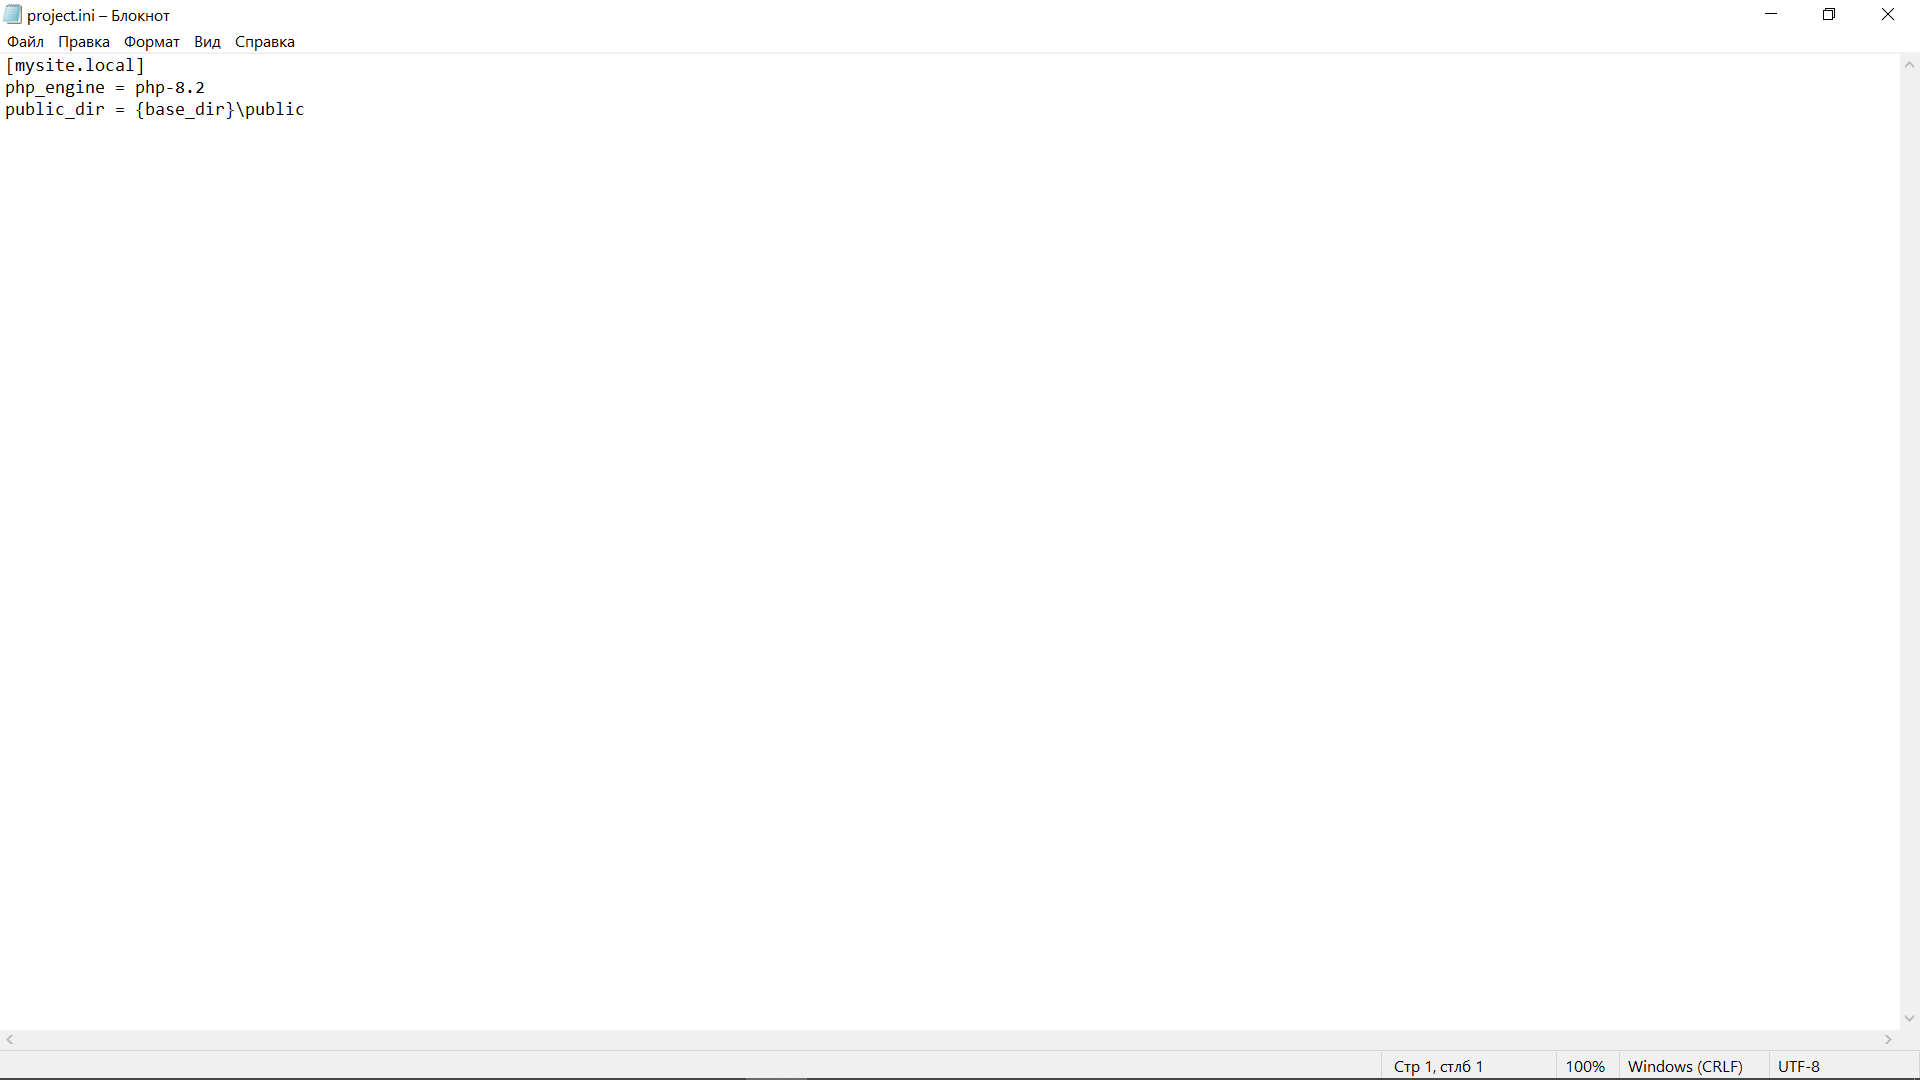 project.ini – Блокнот
Файл Правка Формат Вид Справка
[mysite.local]
php_engine = php-8.2
public_dir = {base_dir}\public
Стр 1, стлб 1 100% Windows (CRLF) UTF-8